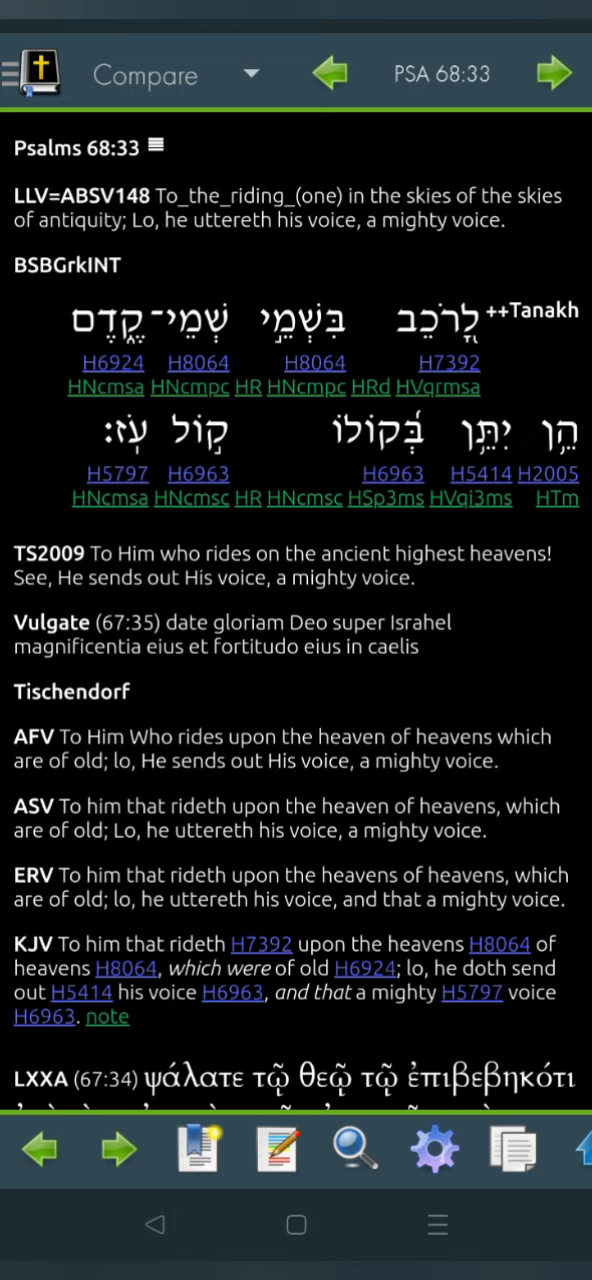 Compare
PSA 68:33
Psalms 68:33
LLV=ABSV148 To_the_riding_(one) in the skies of the skies
of antiquity; Lo, he uttereth his voice, a mighty voice.
BSBGrkINT
++Tanakh לָ֭רֹכֵב בִּשְׁמֵ֣י שְׁמֵי־קֶ֑דֶם
H6924 H8064 H8064 H7392
HNcmsa HNcmpc HR HNcmpc HRd HVqrmsa
הֵ֥ן יִתֵּ֥ן בְּ֝קוֹלוֹ ק֣וֹל עֹֽז׃
H5797 H6963 H6963 H5414 H2005
HNcmsa HNcmsc HR HNcmsc HSp3ms HVqi3ms HTm
TS2009 To Him who rides on the ancient highest heavens!
See, He sends out His voice, a mighty voice.
Vulgate (67:35) date gloriam Deo super Israhel
magnificentia eius et fortitudo eius in caelis
Tischendorf
AFV To Him Who rides upon the heaven of heavens which
are of old; lo, He sends out His voice, a mighty voice.
ASV To him that rideth upon the heaven of heavens, which
are of old; Lo, he uttereth his voice, a mighty voice.
ERV To him that rideth upon the heavens of heavens, which
are of old; lo, he uttereth his voice, and that a mighty voice.
KJV To him that rideth H7392 upon the heavens H8064 of
heavens H8064, which were of old H6924; lo, he doth send
out H5414 his voice H6963, and that a mighty H5797 voice
H6963. note
LXXA (67:34) ψάλατε τῷ θεῷ τῷ ἐπιβεβηκότι